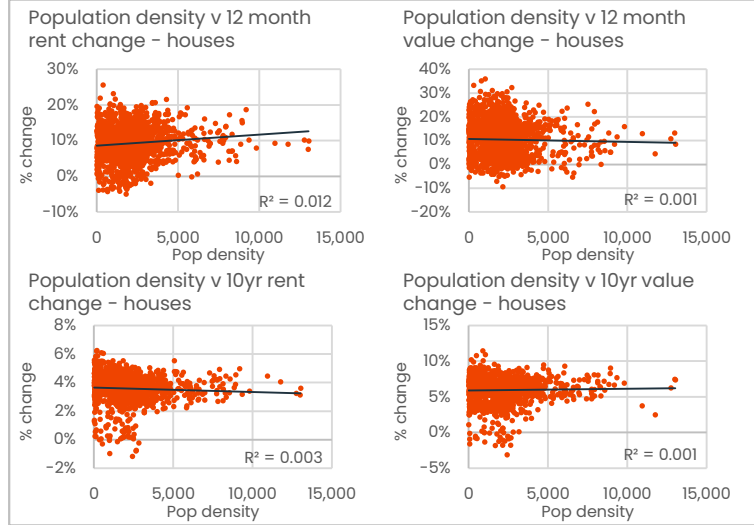 Population density v 12 month
rent change - houses
30%
20%
10%
0%
-10%
% change
R² = 0.012
0
5,000
10,000
15,000
Pop density
Population density v 12 month
value change - houses
40%
30%
20%
10%
0%
-10%
-20%
% change
R² = 0.001
0
5,000
10,000
15,000
Pop density
Population density v 10yr rent
change - houses
8%
6%
4%
2%
0%
-2%
% change
R² = 0.003
0
5,000
10,000
15,000
Pop density
Population density v 10yr value
change - houses
15%
10%
5%
0%
-5%
% change
R² = 0.001
0
5,000
10,000
15,000
Pop density